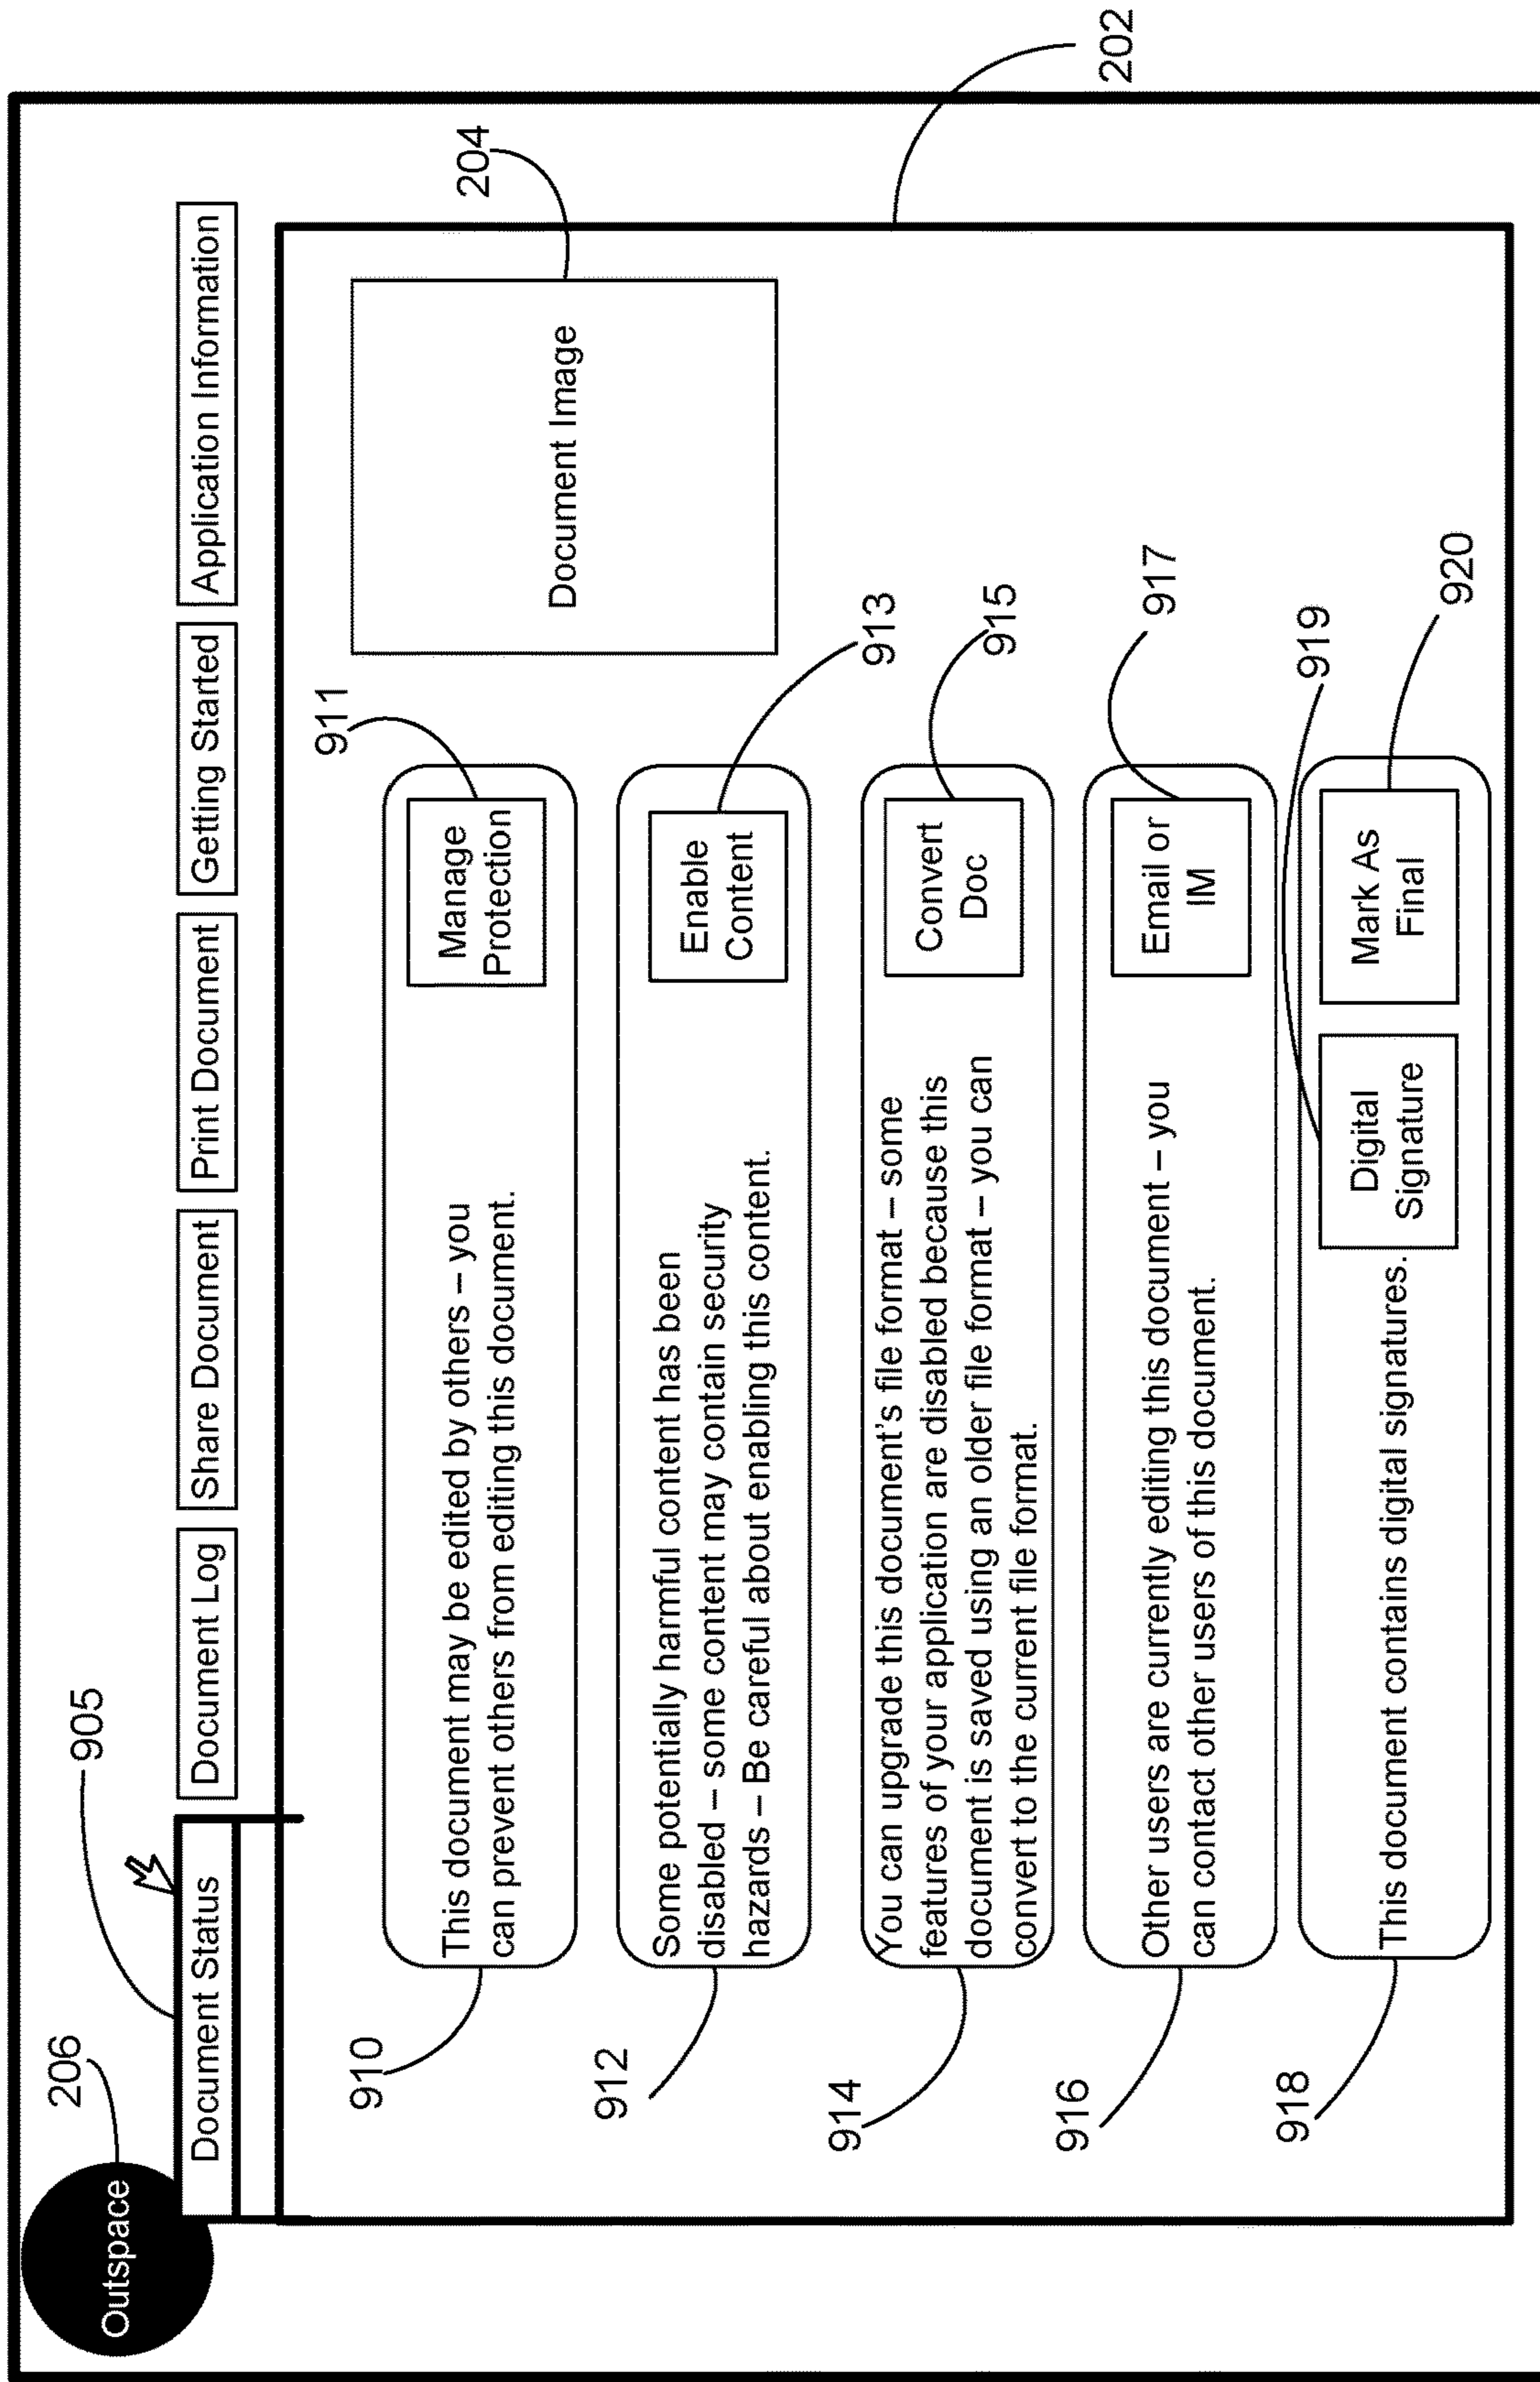 Outspace
206
905
Document Status
Document Log
Share Document
Print Document
Getting Started
Application Information
202
204
Document Image
910
This document may be edited by others – you
can prevent others from editing this document.
Manage
Protection
911
912
Some potentially harmful content has been
disabled – some content may contain security
hazards – Be careful about enabling this content.
Enable
Content
913
914
You can upgrade this document's file format – some
features of your application are disabled because this
document is saved using an older file format – you can
convert to the current file format.
Convert
Doc
915
916
Other users are currently editing this document – you
can contact other users of this document.
Email or
IM
917
918
This document contains digital signatures.
Digital
Signature
919
Mark As
Final
920